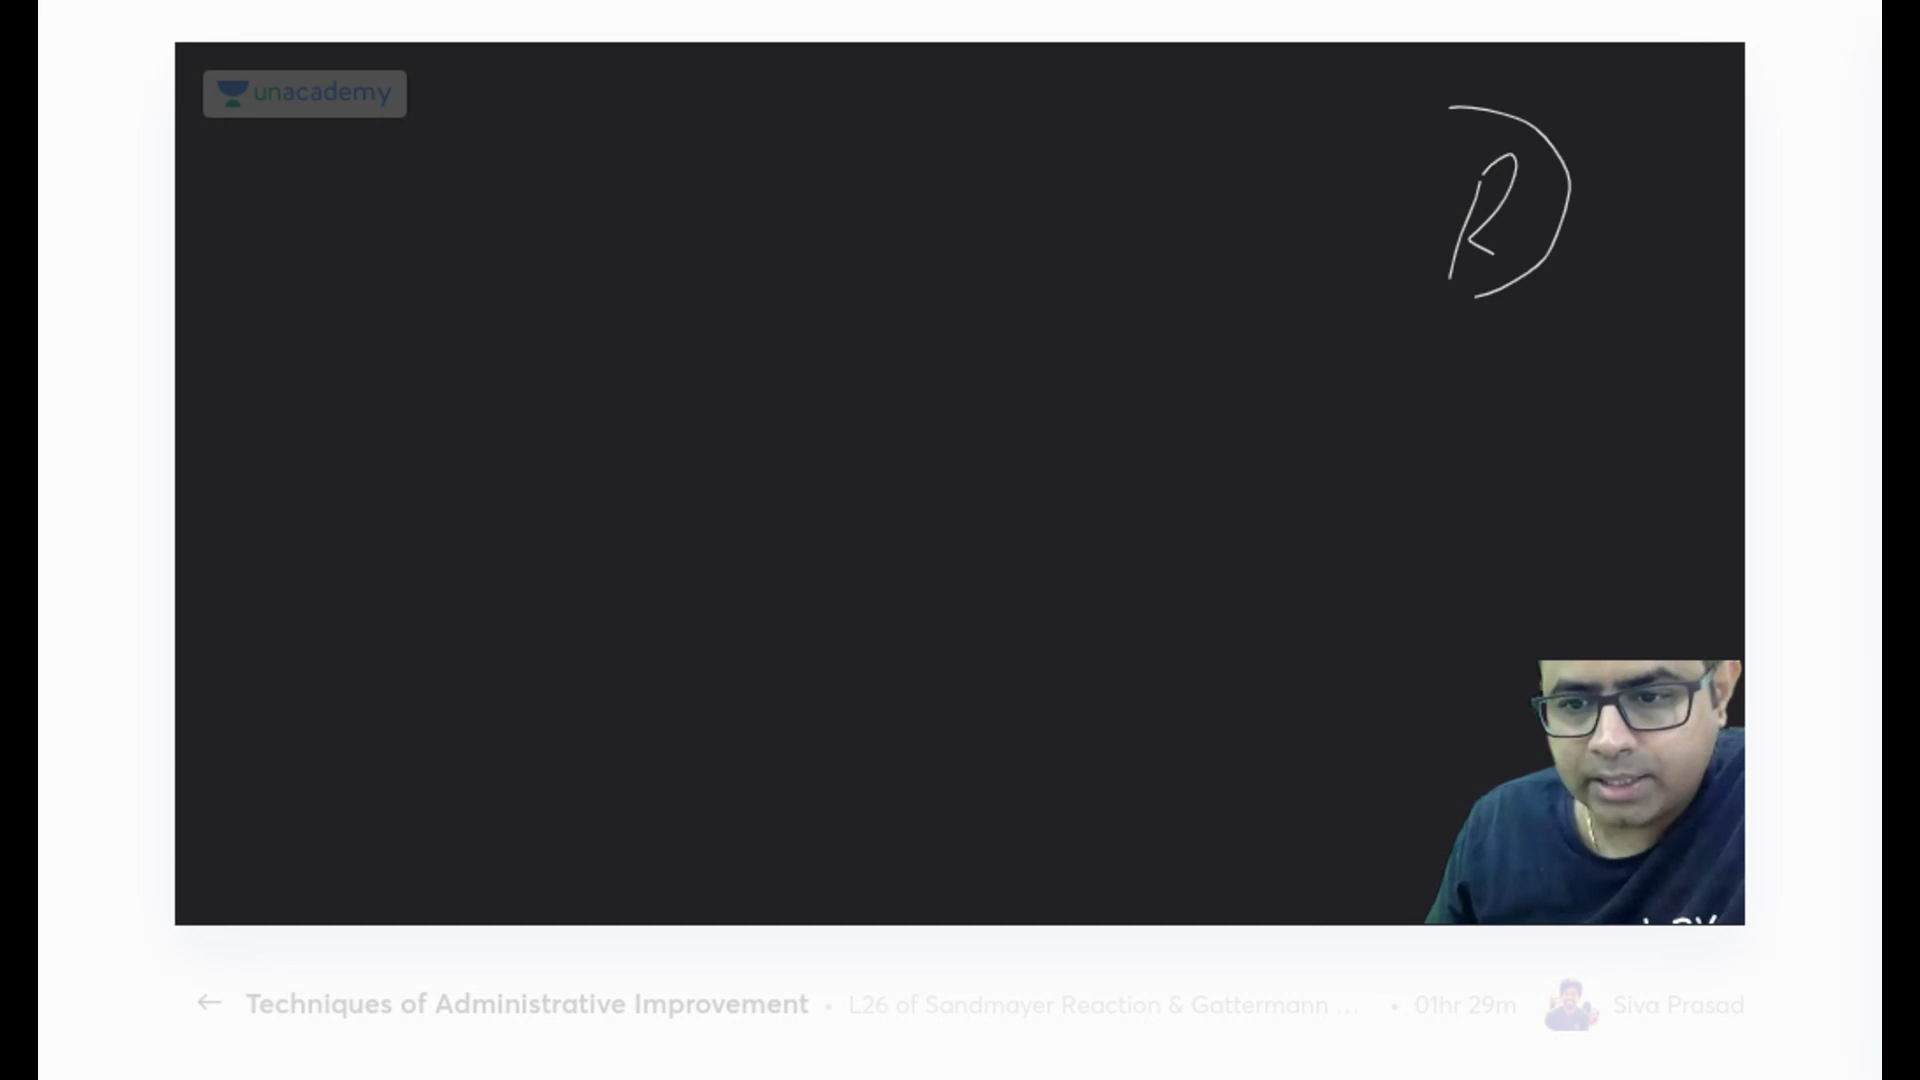 unacademy
R
← Techniques of Administrative Improvement • L26 of Sandmayer Reaction & Gattermann ... • 01hr 29m Siva Prasad